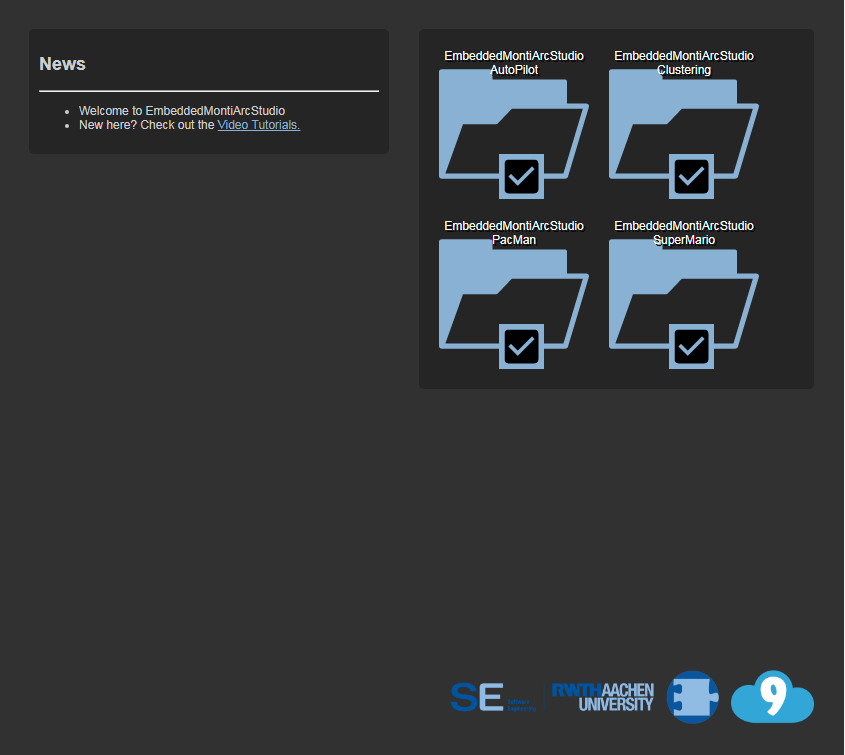 News
Welcome to EmbeddedMontiArcStudio
New here? Check out the Video Tutorials.
EmbeddedMontiArcStudio
AutoPilot
EmbeddedMontiArcStudio
Clustering
EmbeddedMontiArcStudio
PacMan
EmbeddedMontiArcStudio
SuperMario
SE
Software
Engineering
RWTHAACHEN
UNIVERSITY
9